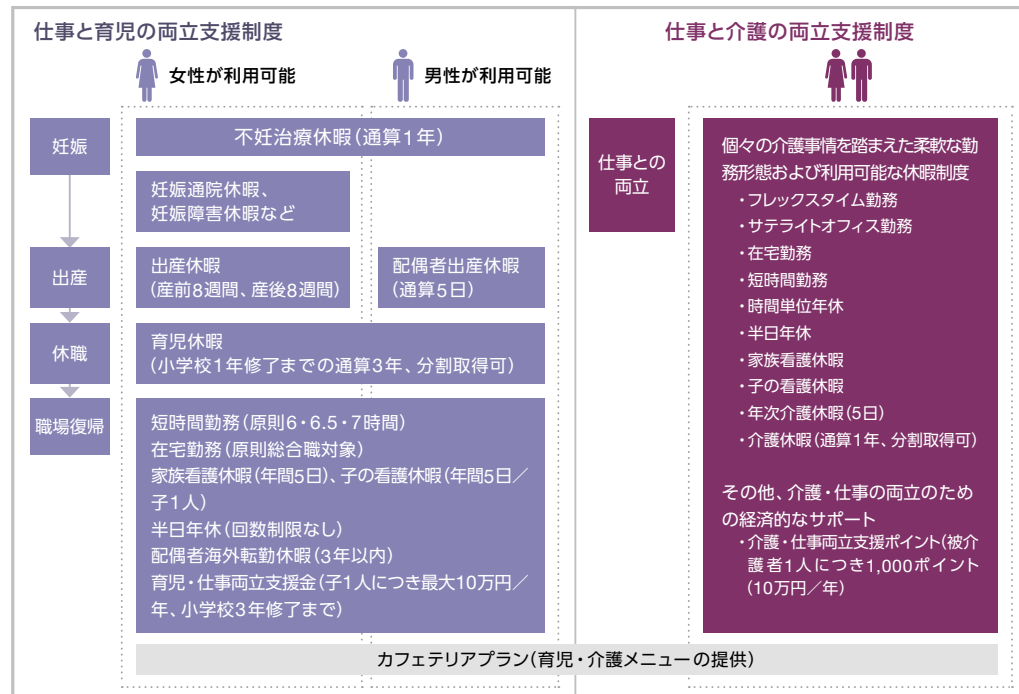 仕事と育児の両立支援制度
女性が利用可能
男性が利用可能
妊娠
不妊治療休暇(通算1年)
妊娠通院休暇、
妊娠障害休暇など
出産
出産休暇
(産前8週間、産後8週間)
配偶者出産休暇
(通算5日)
休職
育児休暇
(小学校1年修了までの通算3年、分割取得可)
職場復帰
短時間勤務(原則6・6.5・7時間)
在宅勤務(原則総合職対象)
家族看護休暇(年間5日)、子の看護休暇(年間5日/
子1人)
半日年休(回数制限なし)
配偶者海外転勤休暇(3年以内)
育児・仕事両立支援金(子1人につき最大10万円/
年、小学校3年修了まで)
仕事と介護の両立支援制度
仕事との
両立
個々の介護事情を踏まえた柔軟な勤
務形態および利用可能な休暇制度
・フレックスタイム勤務
・サテライトオフィス勤務
・在宅勤務
・短時間勤務
・時間単位年休
・半日年休
・家族看護休暇
・子の看護休暇
・年次介護休暇(5日)
・介護休暇(通算1年、分割取得可)
その他、介護・仕事の両立のため
の経済的なサポート
・介護・仕事両立支援ポイント(被介
護者1人につき1,000ポイント
(10万円/年)
カフェテリアプラン(育児・介護メニューの提供)